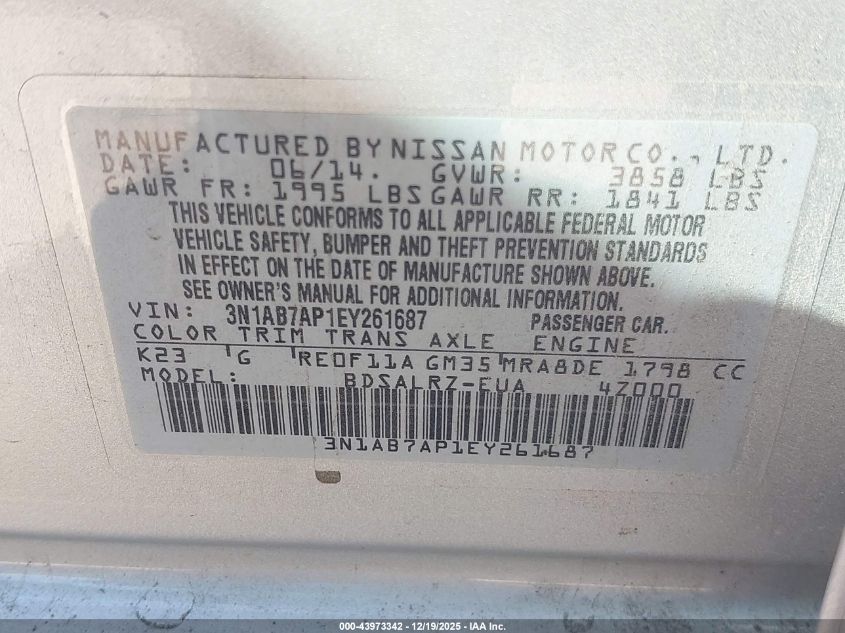 MANUFACTURED BY NISSAN MOTOR CO., LTD.
DATE: 06/14. GVWR: 3858 LBS
GAWR FR: 1995 LBS GAWR RR: 1841 LBS
THIS VEHICLE CONFORMS TO ALL APPLICABLE FEDERAL MOTOR
VEHICLE SAFETY, BUMPER AND THEFT PREVENTION STANDARDS
IN EFFECT ON THE DATE OF MANUFACTURE SHOWN ABOVE.
SEE OWNER'S MANUAL FOR ADDITIONAL INFORMATION.
VIN: 3N1AB7AP1EY261687 PASSENGER CAR.
COLOR TRIM TRANS AXLE ENGINE
K23 G RE0F11A GM35 MRA8DE 1798 CC
MODEL: BDSALRZ-EUA 4Z000
3N1AB7AP1EY261687
000-43973342 - 12/19/2025 - IAA Inc.